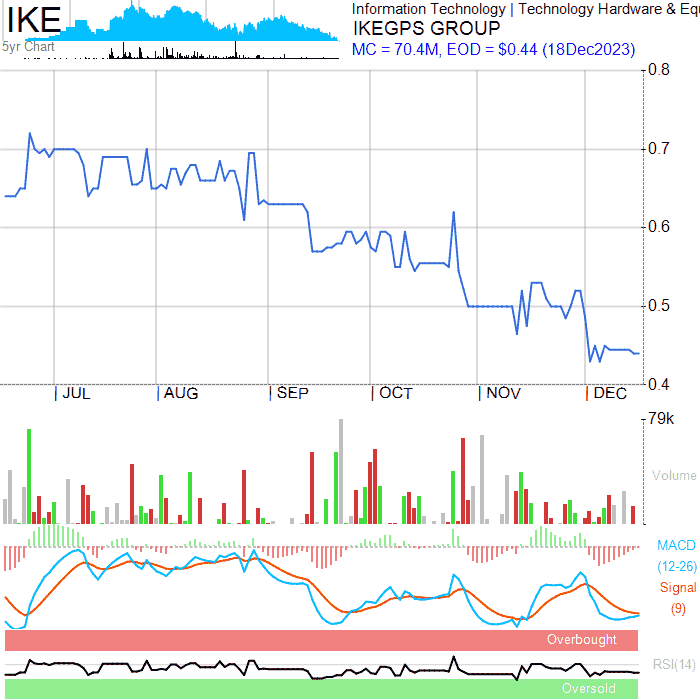 IKE
5yr Chart
Information Technology | Technology Hardware & Equ
IKEGPS GROUP
MC = 70.4M, EOD = $0.44 (18Dec2023)
0.8
0.7
0.6
0.5
0.4
| JUL | AUG | SEP | OCT | NOV | DEC
79k
Volume
MACD
(12-26)
Signal
(9)
Overbought
RSI(14)
Oversold